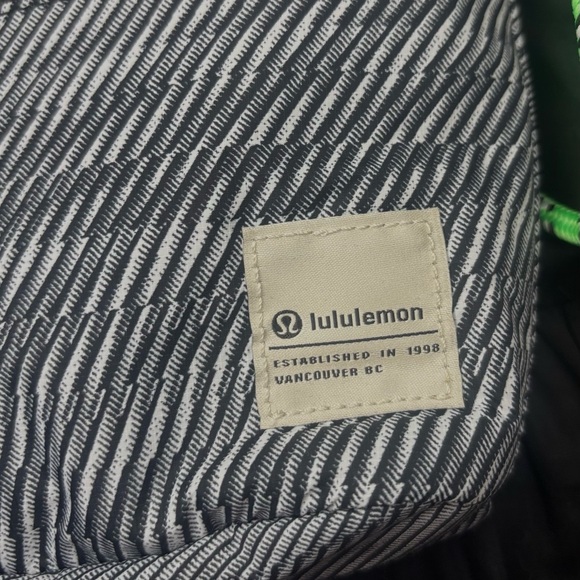 lululemon
ESTABLISHED IN 1998
VANCOUVER BC